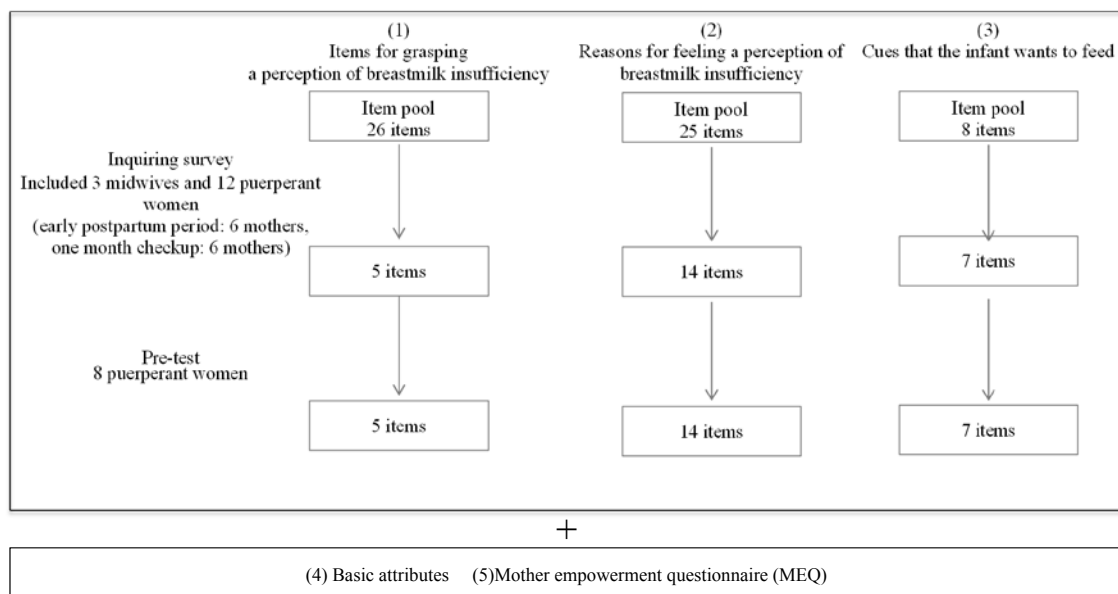 (1)
Items for grasping
a perception of breastmilk insufficiency
(2)
Reasons for feeling a perception of
breastmilk insufficiency
(3)
Cues that the infant wants to feed
Item pool
26 items
Item pool
25 items
Item pool
8 items
Inquiring survey
Included 3 midwives and 12 puerperant
women
(early postpartum period: 6 mothers,
one month checkup: 6 mothers)
5 items
14 items
7 items
Pre-test
8 puerperant women
5 items
14 items
7 items
+
(4) Basic attributes (5)Mother empowerment questionnaire (MEQ)